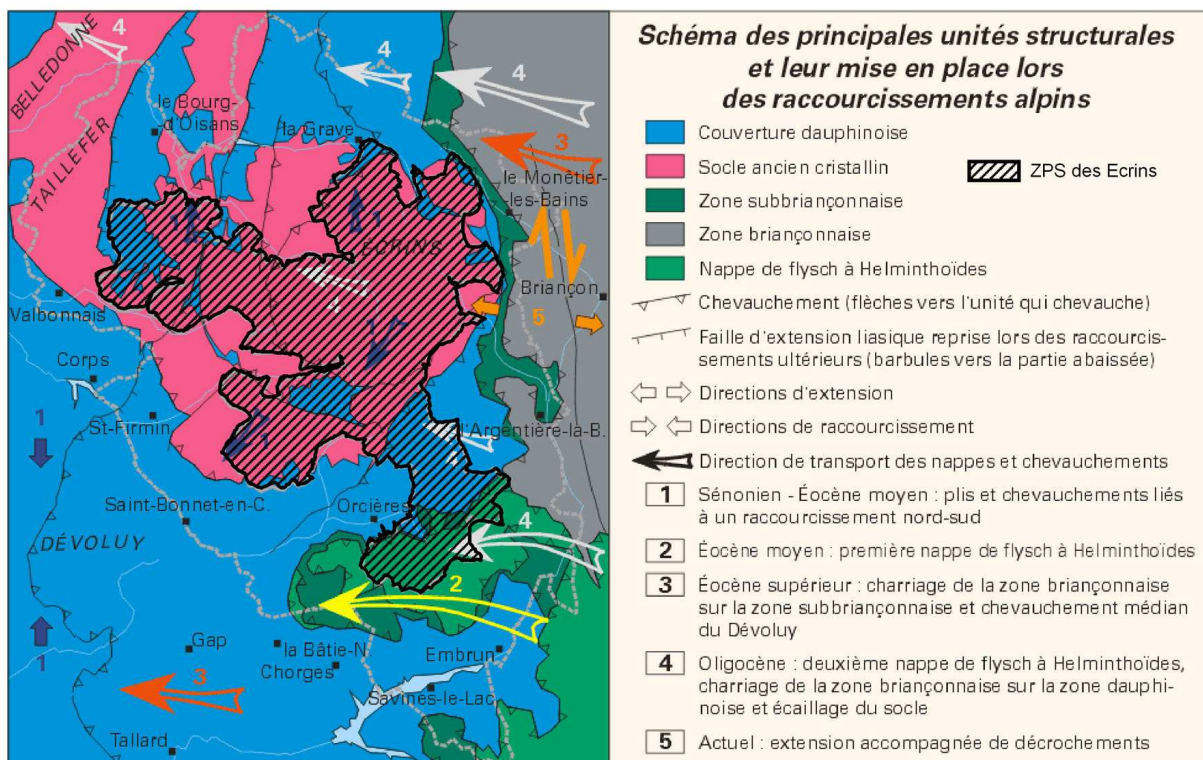 4
4
4
BELLEDONNE
le Bourg-
d'Oisans
la Grave
3
TAILLEFER
le Monêtier-
-les-Bains
1
1
ÉCRINS
Briançon
5
Valbonnais
1
Corps
1
St-Firmin
l'Argentière-la-B.
Saint-Bonnet-en-C.
Orcières
4
DÉVOLUY
2
1
Gap
la Bâtie-N.
Chorges
Embrun
3
Savines-le-Lac
Tallard
Schéma des principales unités structurales
et leur mise en place lors
des raccourcissements alpins
Couverture dauphinoise
Socle ancien cristallin
ZPS des Ecrins
Zone subbriançonnaise
Zone briançonnaise
Nappe de flysch à Helminthoïdes
Chevauchement (flèches vers l'unité qui chevauche)
Faille d'extension liasique reprise lors des raccourcis-
sements ultérieurs (barbules vers la partie abaissée)
Directions d'extension
Directions de raccourcissement
Direction de transport des nappes et chevauchements
1 Sénonien - Éocène moyen : plis et chevauchements liés
à un raccourcissement nord-sud
2 Éocène moyen : première nappe de flysch à Helminthoïdes
3 Éocène supérieur : charriage de la zone briançonnaise
sur la zone subbriançonnaise et chevauchement médian
du Dévoluy
4 Oligocène : deuxième nappe de flysch à Helminthoïdes,
charriage de la zone briançonnaise sur la zone dauphi-
noise et écaillage du socle
5 Actuel : extension accompagnée de décrochements